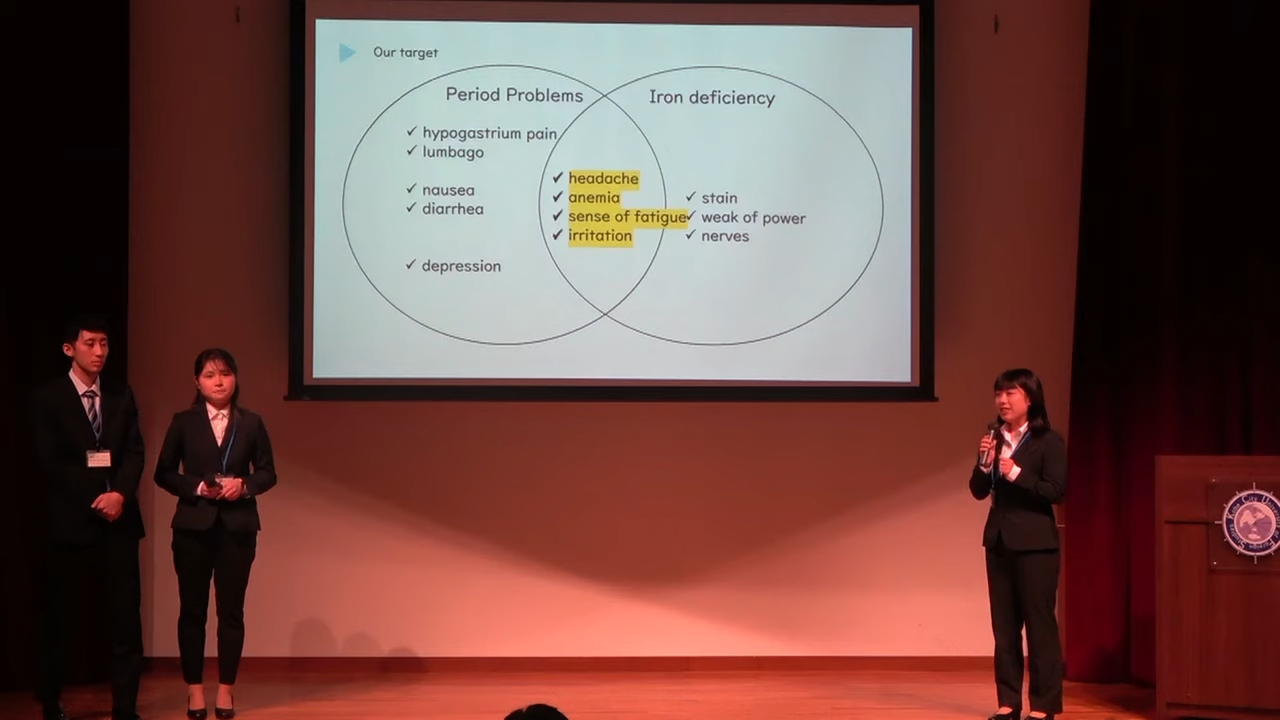 Our target
Period Problems
Iron deficiency
✓ hypogastrium pain
✓ lumbago
✓ nausea
✓ diarrhea
✓ depression
✓ headache
✓ anemia
✓ sense of fatigue
✓ irritation
✓ stain
✓ weak of power
✓ nerves